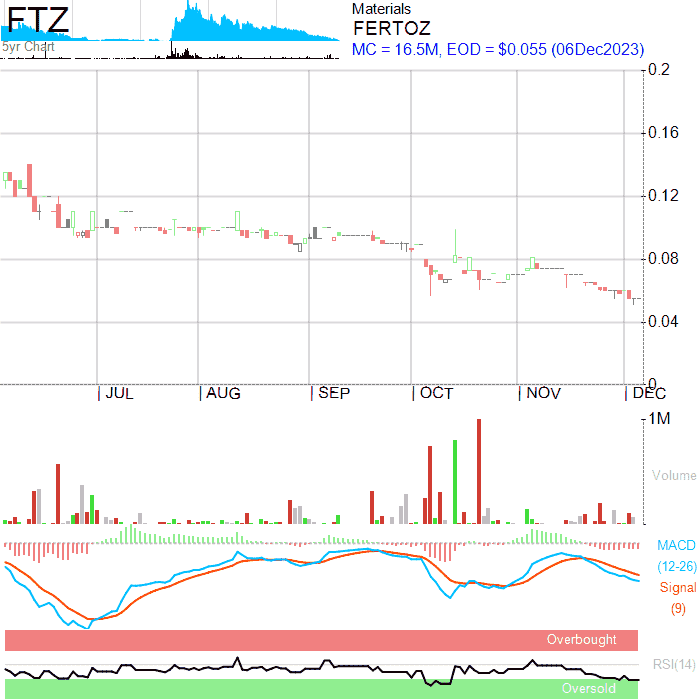 FTZ
5yr Chart
Materials
FERTOZ
MC = 16.5M, EOD = $0.055 (06Dec2023)
0.2
0.16
0.12
0.08
0.04
0
JUL AUG SEP OCT NOV DEC
1M
Volume
MACD
(12-26)
Signal
(9)
Overbought
RSI(14)
Oversold